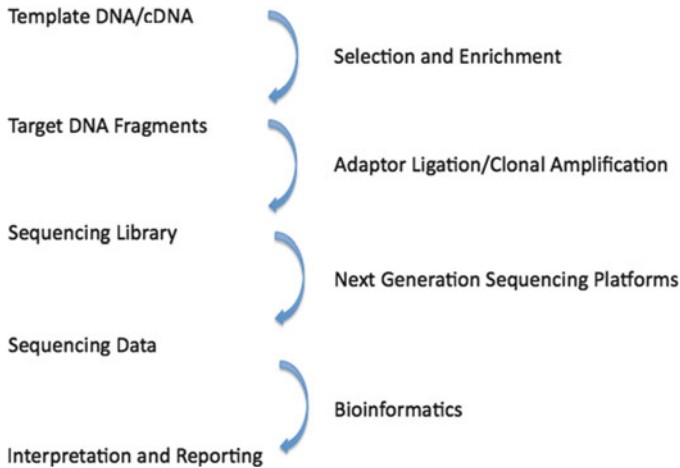 Template DNA/cDNA
Selection and Enrichment
Target DNA Fragments
Adaptor Ligation/Clonal Amplification
Sequencing Library
Next Generation Sequencing Platforms
Sequencing Data
Bioinformatics
Interpretation and Reporting